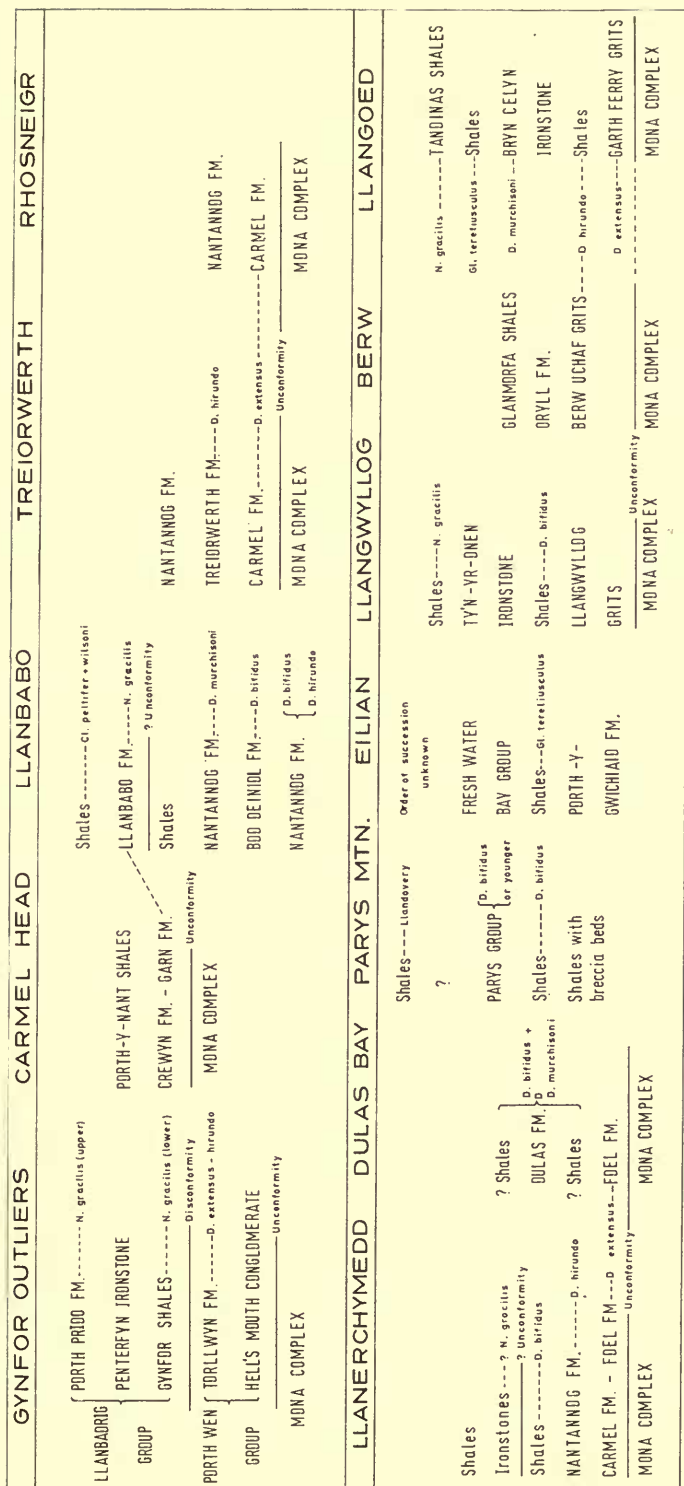 GYNFOR OUTLIERS CARMEL HEAD LLANBABO TREIORWERTH RHOSNEIGR
LLANBADRIG GROUP
PORTH PRIDO FM.------- N. gracilis (upper)
PENTERFYN IRONSTONE
GYNFOR SHALES------N. gracilis (lower)
Disconformity
PORTH WEN GROUP
TORLLWYN FM.------D. extensus - hirundo
HELL'S MOUTH CONGLOMERATE
Unconformity
MONA COMPLEX
PORTH-Y-NANT SHALES
CREWYN FM. - GARN FM.
Unconformity
MONA COMPLEX
Shales-------Cl. peltifer + wilsoni
LLANBABO FM.-----N. gracilis
? Unconformity
Shales
NANTANNOG FM.----D. murchisoni
BOD DEINIOL FM.----D. bifidus
NANTANNOG FM. { D. bifidus
D. hirundo
NANTANNOG FM.
TREIORWERTH FM.----D. hirundo
CARMEL FM.-------D. extensus---------CARMEL FM.
Unconformity
MONA COMPLEX
NANTANNOG FM.
MONA COMPLEX
LLANERCHYMEDD DULAS BAY PARYS MTN. EILIAN LLANGWYLLOG BERW LLANGOED
Shales
Ironstones --- ? N. gracilis
? Unconformity
Shales-------D. bifidus
NANTANNOG FM.------D. hirundo
CARMEL FM. - FOEL FM---D extensus---FOEL FM.
Unconformity
MONA COMPLEX
? Shales
DULAS FM.
? Shales
D. bifidus +
D
D. murchisoni
MONA COMPLEX
Shales---Llandovery
?
PARYS GROUP { D. bifidus
or younger
Shales------D. bifidus
Shales with
breccia beds
Order of succession
unknown
FRESH WATER
BAY GROUP
Shales---Gl. teretiusculus
PORTH -Y-
GWICHIAID FM.
Shales----N. gracilis
TY'N-YR-ONEN
IRONSTONE
Shales----D. bifidus
LLANGWYLLOG
GRITS
Unconformity
MONA COMPLEX
GLANMORFA SHALES
ORYLL FM.
BERW UCHAF GRITS----D. hirundo----Shales
MONA COMPLEX
N. gracilis ------TANDINAS SHALES
Gl. teretiusculus ---Shales
D. murchisoni --BRYN CELYN
IRONSTONE
D extensus----GARTH FERRY GRITS
MONA COMPLEX